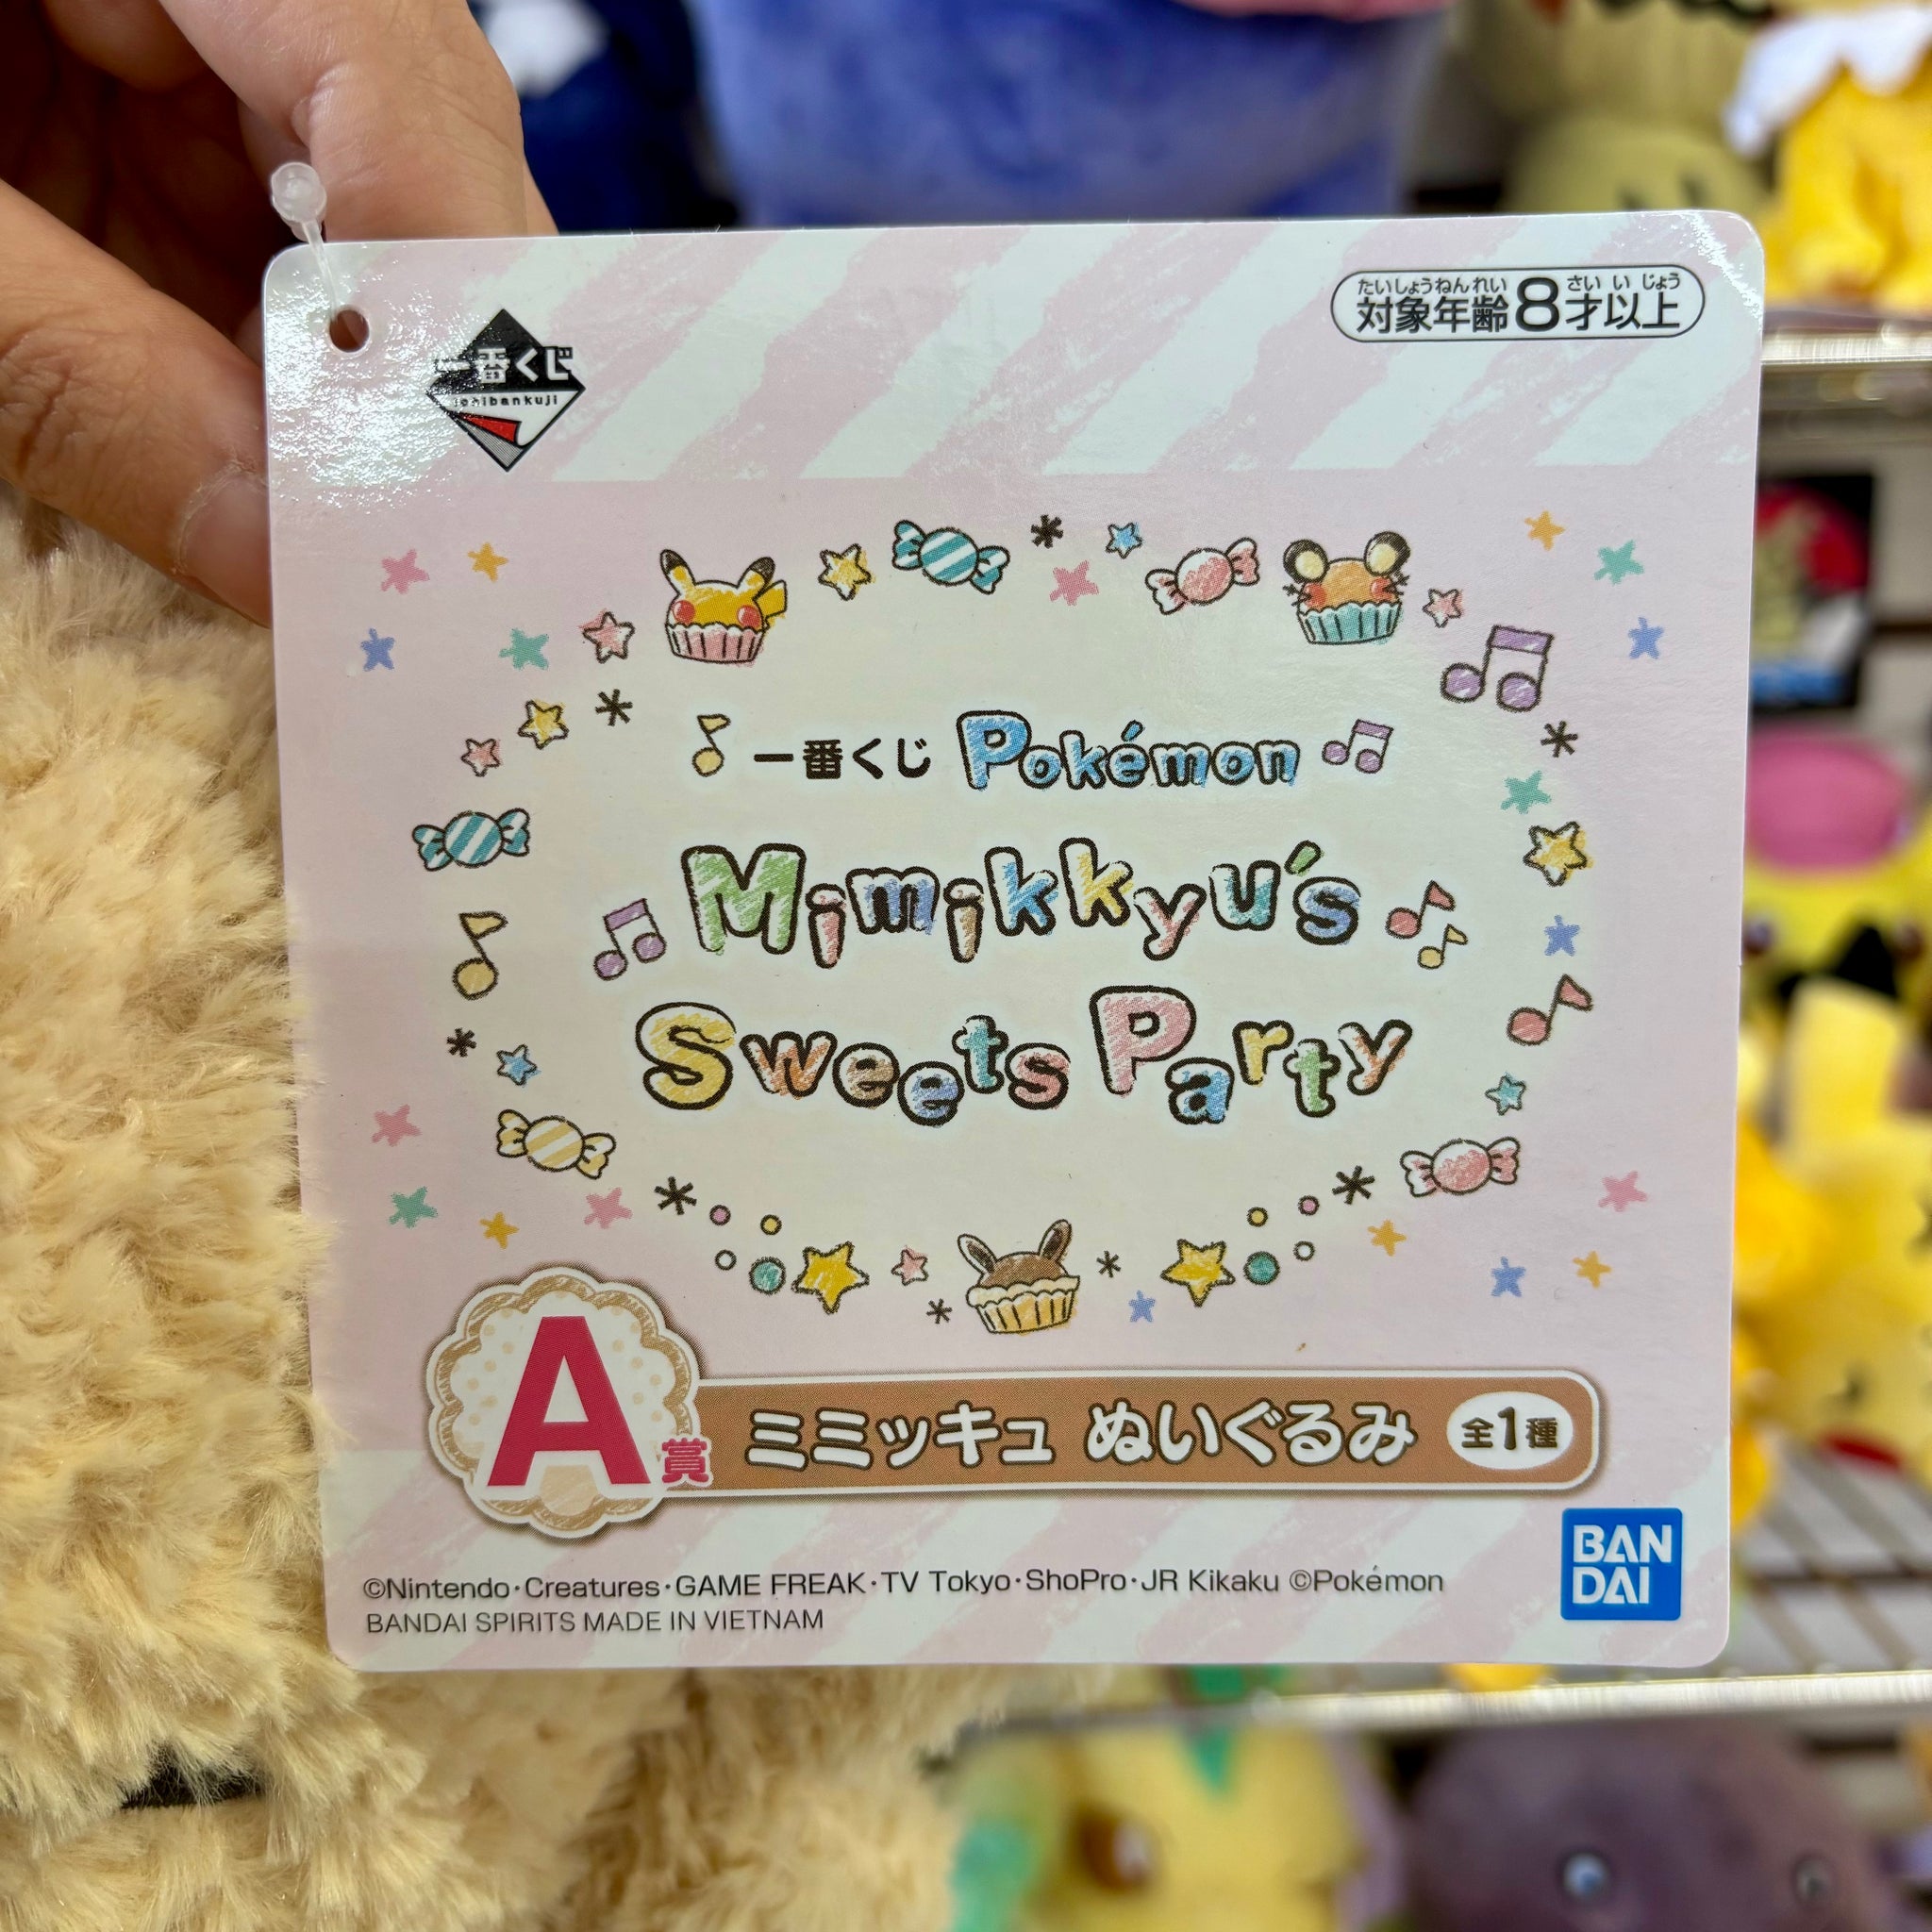 たいしょうねんれい さい い じょう
対象年齢8才以上
一番くじ
ichibankuji
一番くじ Pokémon
Mimikkyu's
Sweets Party
A賞 ミミッキュ ぬいぐるみ 全1種
BAN
DAI
©Nintendo・Creatures・GAME FREAK・TV Tokyo・ShoPro・JR Kikaku ©Pokémon
BANDAI SPIRITS MADE IN VIETNAM